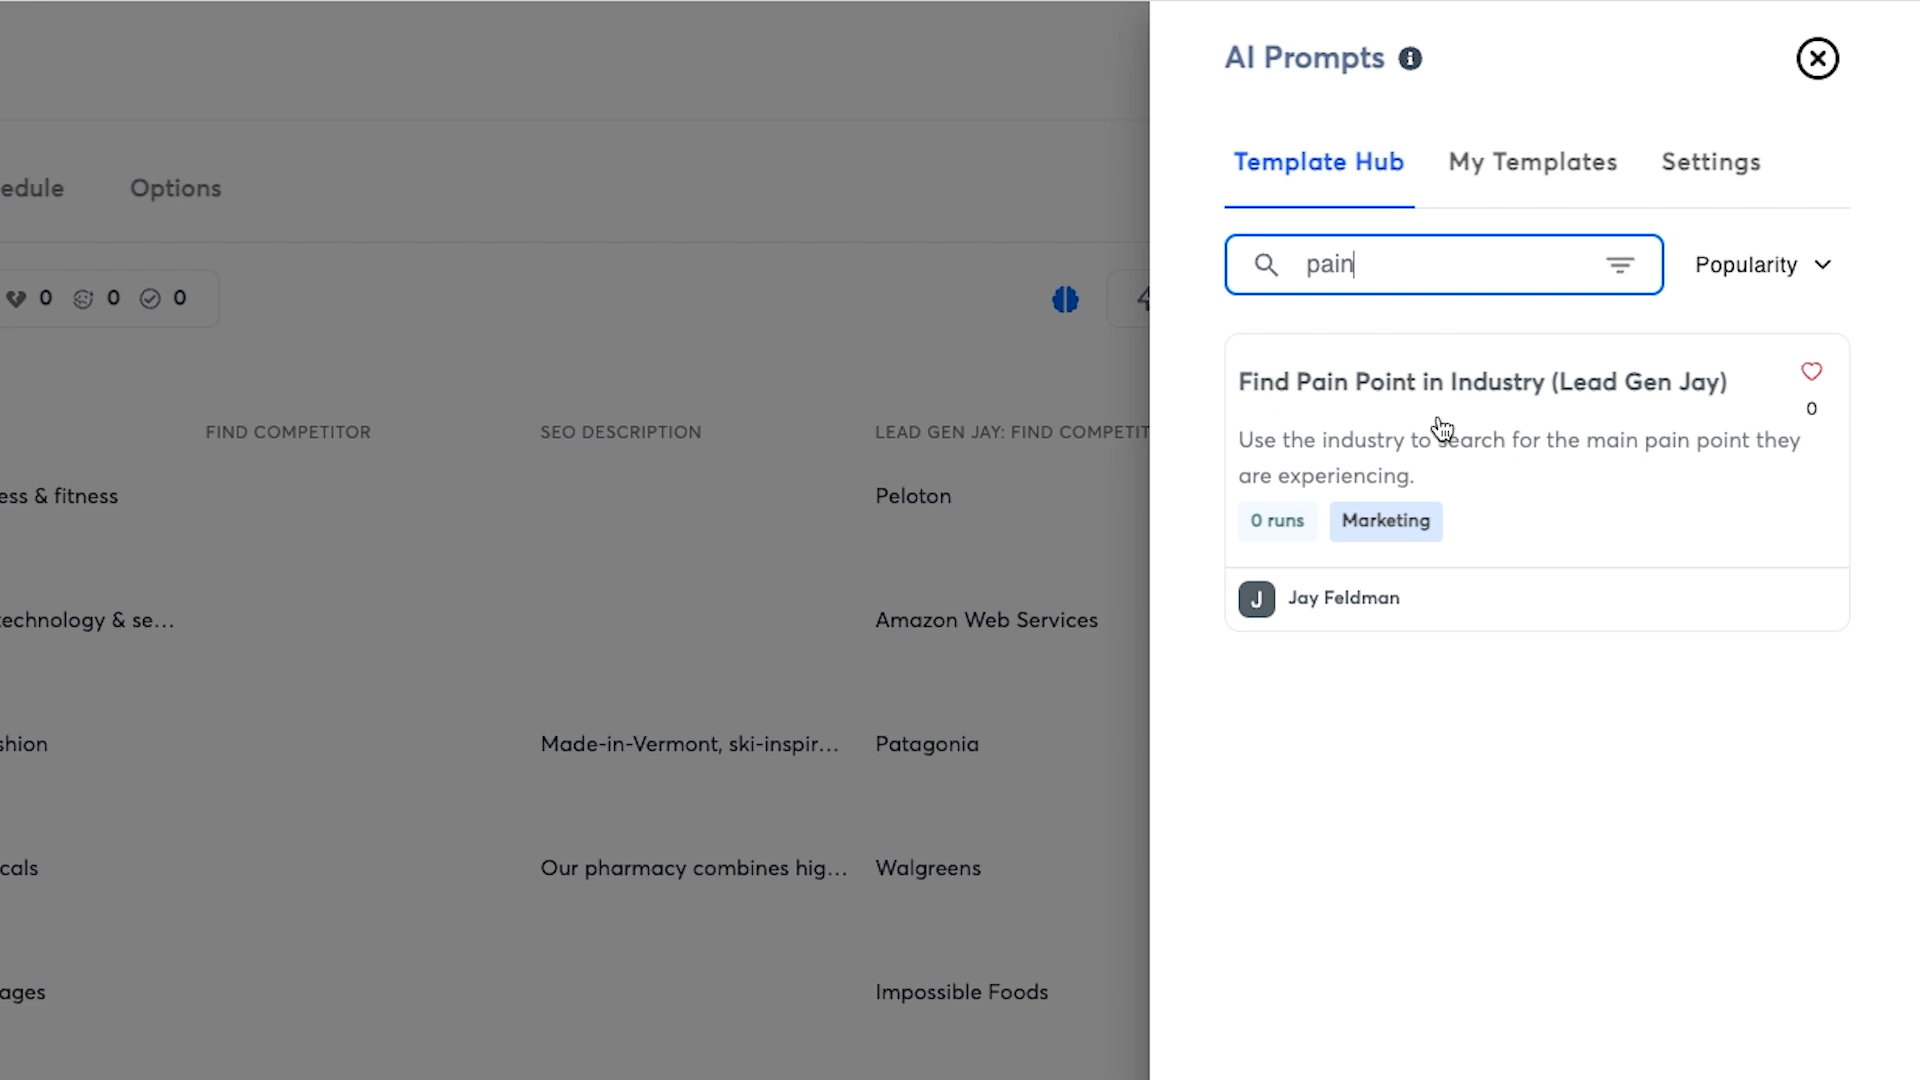 edule
Options
0
0
0
4
FIND COMPETITOR
SEO DESCRIPTION
LEAD GEN JAY: FIND COMPETIT
ess & fitness
Peloton
technology & se...
Amazon Web Services
shion
Made-in-Vermont, ski-inspir...
Patagonia
cals
Our pharmacy combines hig...
Walgreens
ages
Impossible Foods
AI Prompts
Template Hub
My Templates
Settings
pain
Popularity
Find Pain Point in Industry (Lead Gen Jay)
0
Use the industry to search for the main pain point they
are experiencing.
0 runs
Marketing
J
Jay Feldman